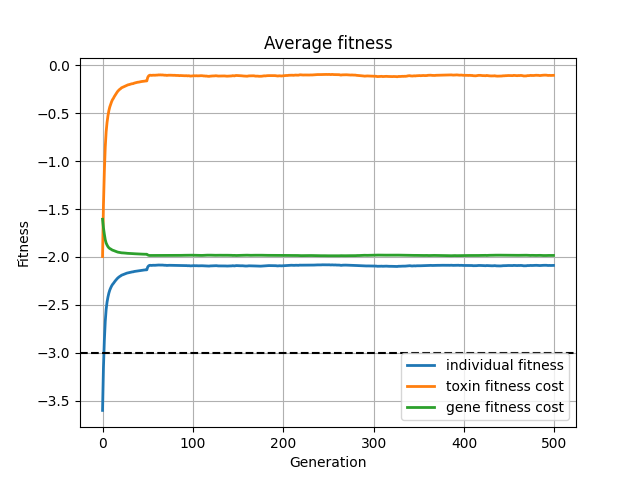 Average fitness
0.0
−0.5
−1.0
−1.5
−2.0
−2.5
−3.0
−3.5
Fitness
0
100
200
300
400
500
Generation
individual fitness
toxin fitness cost
gene fitness cost